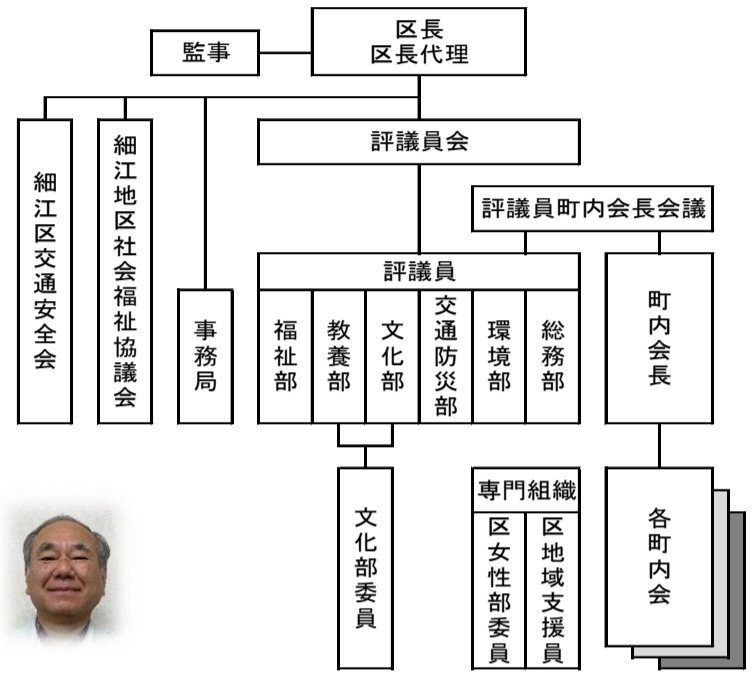 区長
区長代理
監事
評議員会
評議員町内会長会議
細江区交通安全会
細江地区社会福祉協議会
事務局
評議員
福祉部
教養部
文化部
交通防災部
環境部
総務部
町内会長
文化部委員
専門組織
区女性部委員
区地域支援員
各町内会